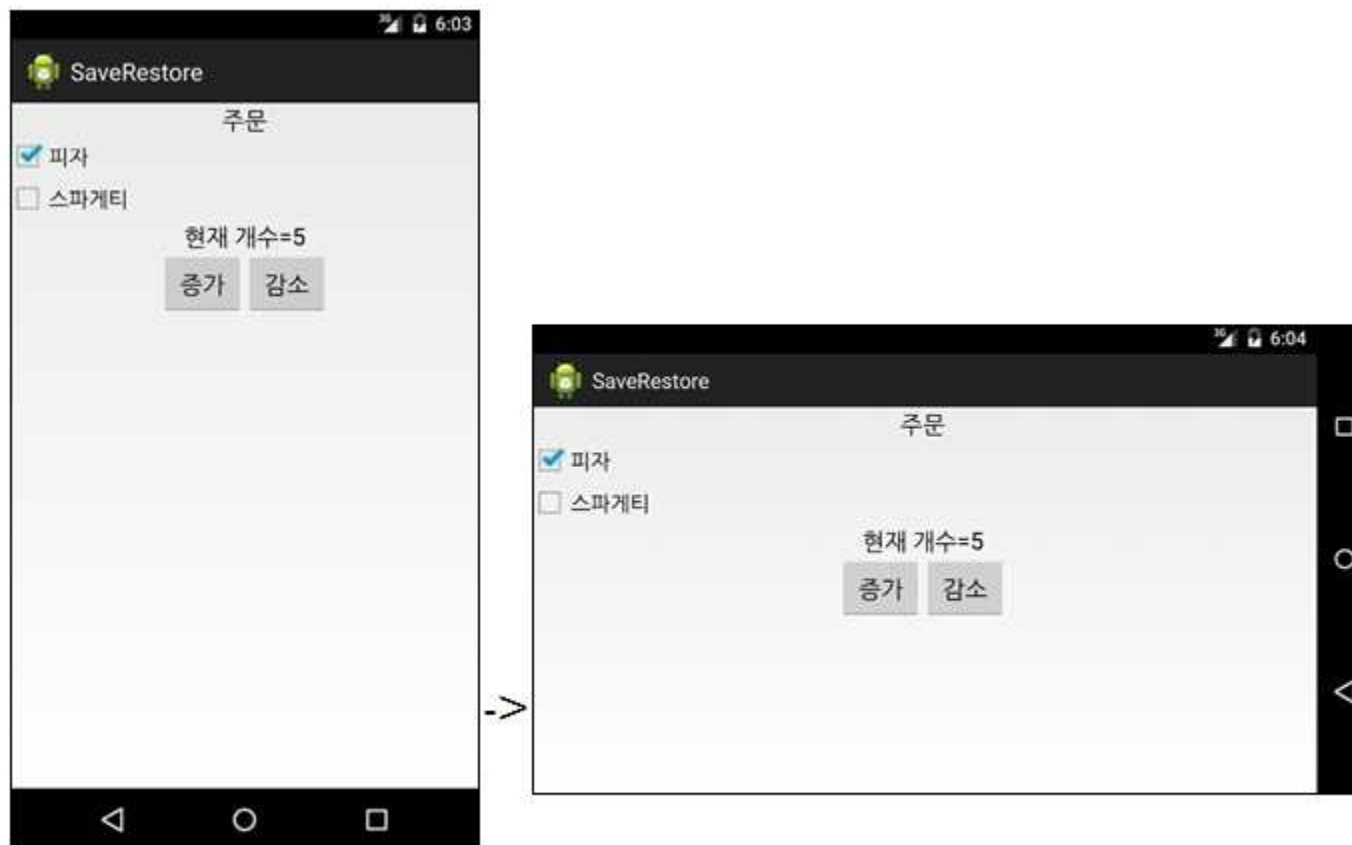 3G 6:03
SaveRestore
주문
피자
스파게티
현재 개수=5
증가 감소
->
3G 6:04
SaveRestore
주문
피자
스파게티
현재 개수=5
증가 감소